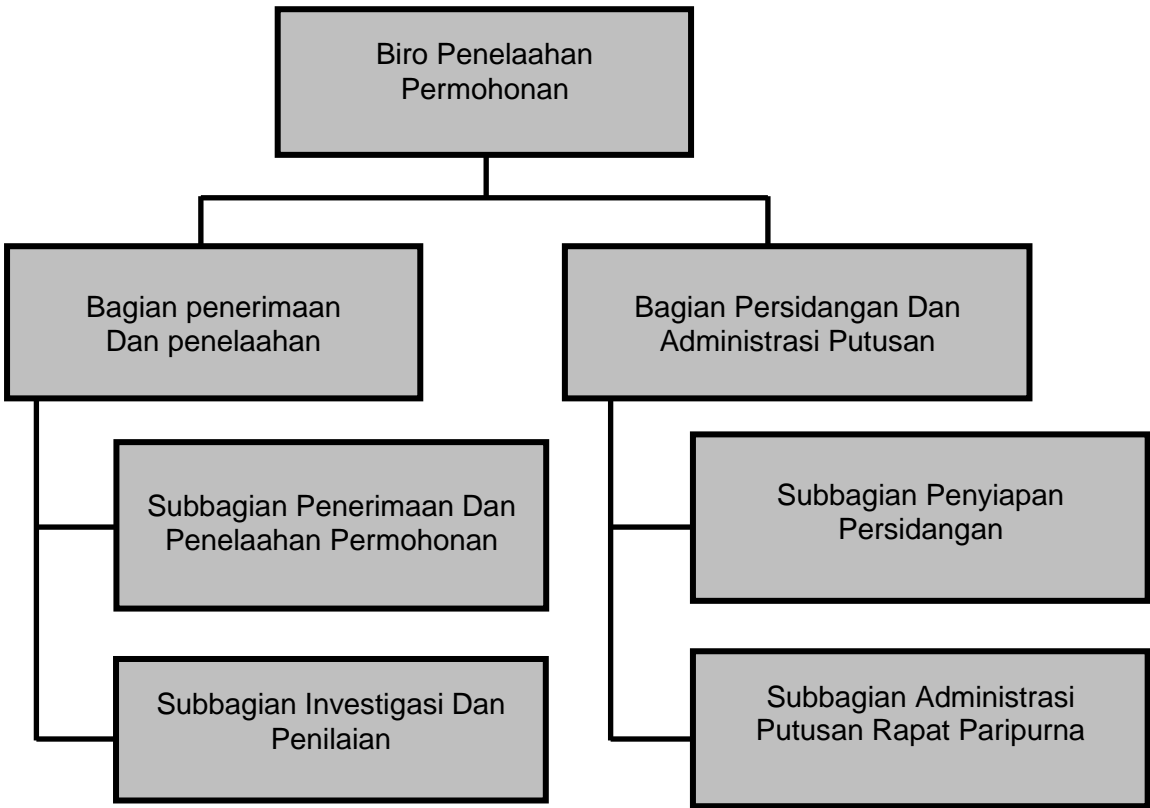 Biro Penelaahan
Permohonan
Bagian penerimaan
Dan penelaahan
Bagian Persidangan Dan
Administrasi Putusan
Subbagian Penerimaan Dan
Penelaahan Permohonan
Subbagian Penyiapan
Persidangan
Subbagian Investigasi Dan
Penilaian
Subbagian Administrasi
Putusan Rapat Paripurna